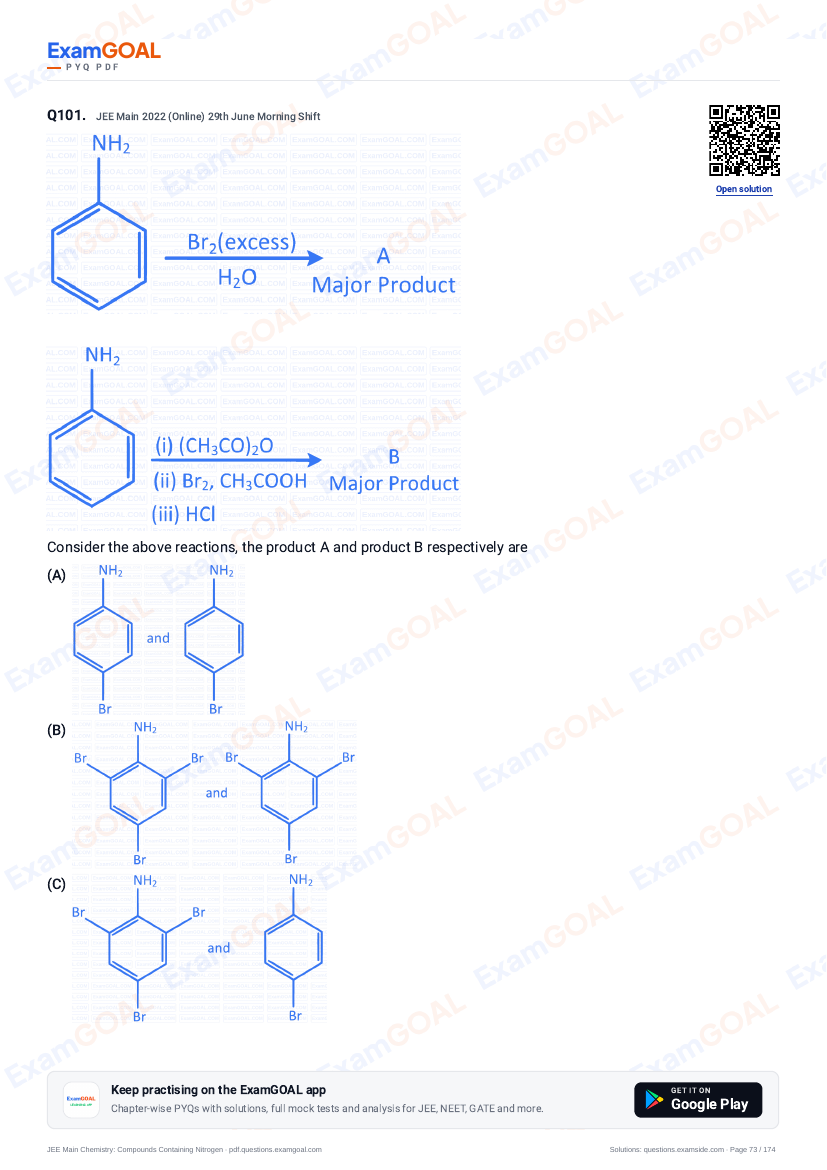 ExamGOAL
PYQ PDF
Q101. JEE Main 2022 (Online) 29th June Morning Shift
Open solution
NH2
Br2(excess)
H2O
A
Major Product
NH2
(i) (CH3CO)2O
(ii) Br2, CH3COOH
(iii) HCl
B
Major Product
Consider the above reactions, the product A and product B respectively are
(A)
NH2 NH2
and
Br Br
(B)
NH2 NH2
Br Br Br Br
and
Br Br
(C)
NH2 NH2
Br Br
and
Br Br
Keep practising on the ExamGOAL app
Chapter-wise PYQs with solutions, full mock tests and analysis for JEE, NEET, GATE and more.
GET IT ON
Google Play
JEE Main Chemistry: Compounds Containing Nitrogen · pdf.questions.examgoal.com
Solutions: questions.examside.com · Page 73 / 174